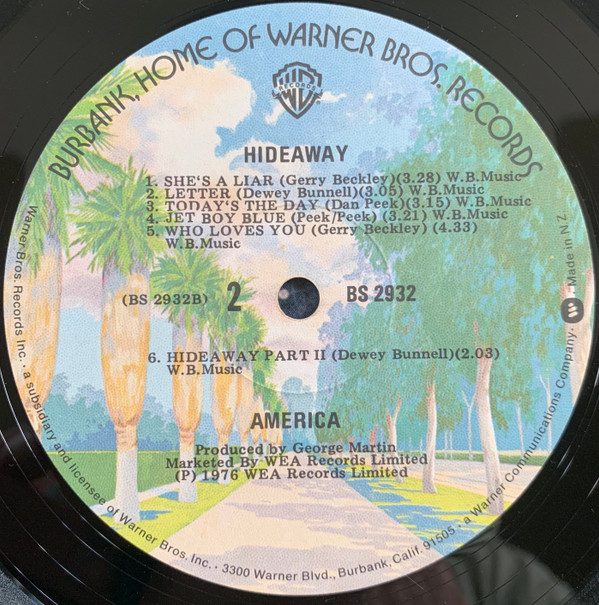 BURBANK, HOME OF WARNER BROS. RECORDS
WB
RECORDS
®
HIDEAWAY
1. SHE'S A LIAR (Gerry Beckley)(3.28) W.B.Music
2. LETTER (Dewey Bunnell)(3.05) W.B.Music
3. TODAY'S THE DAY (Dan Peek)(3.15) W.B.Music
4. JET BOY BLUE (Peek/Peek) (3.21) W.B.Music
5. WHO LOVES YOU (Gerry Beckley) (4.33)
W.B.Music
(BS 2932B) 2 BS 2932
6. HIDEAWAY PART II (Dewey Bunnell)(2.03)
W.B.Music
AMERICA
Produced by George Martin
Marketed By WEA Records Limited
(P) 1976 WEA Records Limited
Warner Bros. Records Inc. · a subsidiary and licensee of Warner Bros, Inc. · 3300 Warner Blvd., Burbank, Calif. 91505 · a Warner Communications Company. · Made in N.Z.